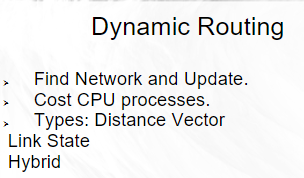 Dynamic Routing
➢ Find Network and Update.
➢ Cost CPU processes.
➢ Types: Distance Vector
Link State
Hybrid